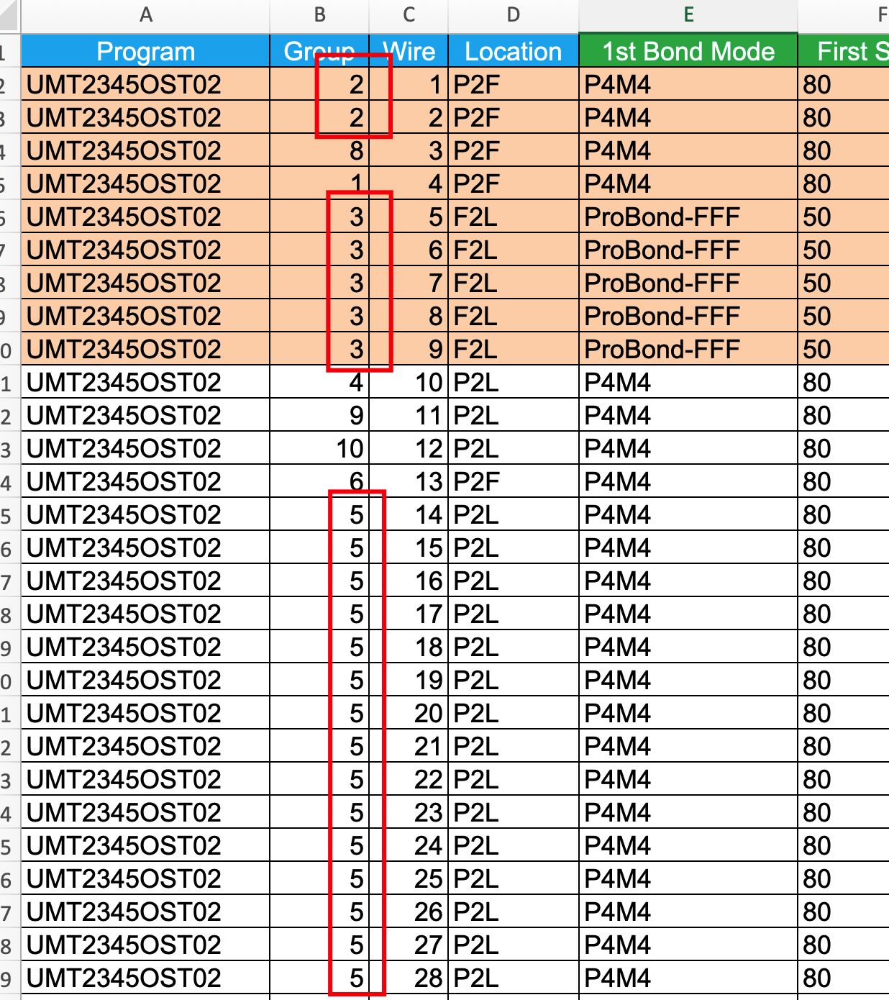 A B C D E F
1 Program Group Wire Location 1st Bond Mode First S
2 UMT2345OST02 2 1 P2F P4M4 80
3 UMT2345OST02 2 2 P2F P4M4 80
4 UMT2345OST02 8 3 P2F P4M4 80
5 UMT2345OST02 1 4 P2F P4M4 80
6 UMT2345OST02 3 5 F2L ProBond-FFF 50
7 UMT2345OST02 3 6 F2L ProBond-FFF 50
8 UMT2345OST02 3 7 F2L ProBond-FFF 50
9 UMT2345OST02 3 8 F2L ProBond-FFF 50
0 UMT2345OST02 3 9 F2L ProBond-FFF 50
1 UMT2345OST02 4 10 P2L P4M4 80
2 UMT2345OST02 9 11 P2L P4M4 80
3 UMT2345OST02 10 12 P2L P4M4 80
4 UMT2345OST02 6 13 P2F P4M4 80
5 UMT2345OST02 5 14 P2L P4M4 80
6 UMT2345OST02 5 15 P2L P4M4 80
7 UMT2345OST02 5 16 P2L P4M4 80
8 UMT2345OST02 5 17 P2L P4M4 80
9 UMT2345OST02 5 18 P2L P4M4 80
0 UMT2345OST02 5 19 P2L P4M4 80
1 UMT2345OST02 5 20 P2L P4M4 80
2 UMT2345OST02 5 21 P2L P4M4 80
3 UMT2345OST02 5 22 P2L P4M4 80
4 UMT2345OST02 5 23 P2L P4M4 80
5 UMT2345OST02 5 24 P2L P4M4 80
6 UMT2345OST02 5 25 P2L P4M4 80
7 UMT2345OST02 5 26 P2L P4M4 80
8 UMT2345OST02 5 27 P2L P4M4 80
9 UMT2345OST02 5 28 P2L P4M4 80